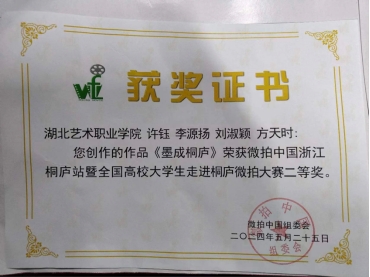 获奖证书
湖北艺术职业学院 许钰 李源扬 刘淑颖 方天时：
您创作的作品《墨成桐庐》荣获微拍中国浙江
桐庐站暨全国高校大学生走进桐庐微拍大赛二等奖。
微拍中国组委会
二〇二四年五月二十五日
组委会